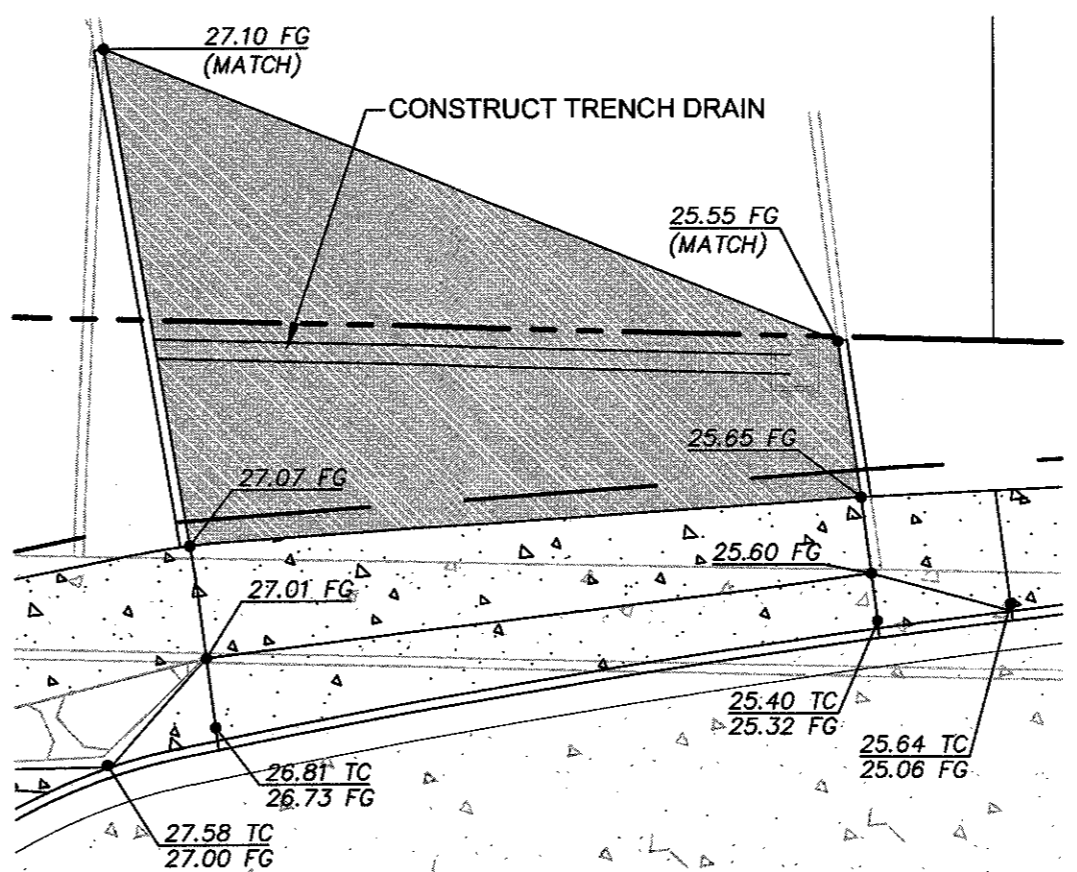 27.10 FG
(MATCH)
CONSTRUCT TRENCH DRAIN
25.55 FG
(MATCH)
25.65 FG
27.07 FG
25.60 FG
27.01 FG
25.40 TC
25.32 FG
25.64 TC
25.06 FG
26.81 TC
26.73 FG
27.58 TC
27.00 FG